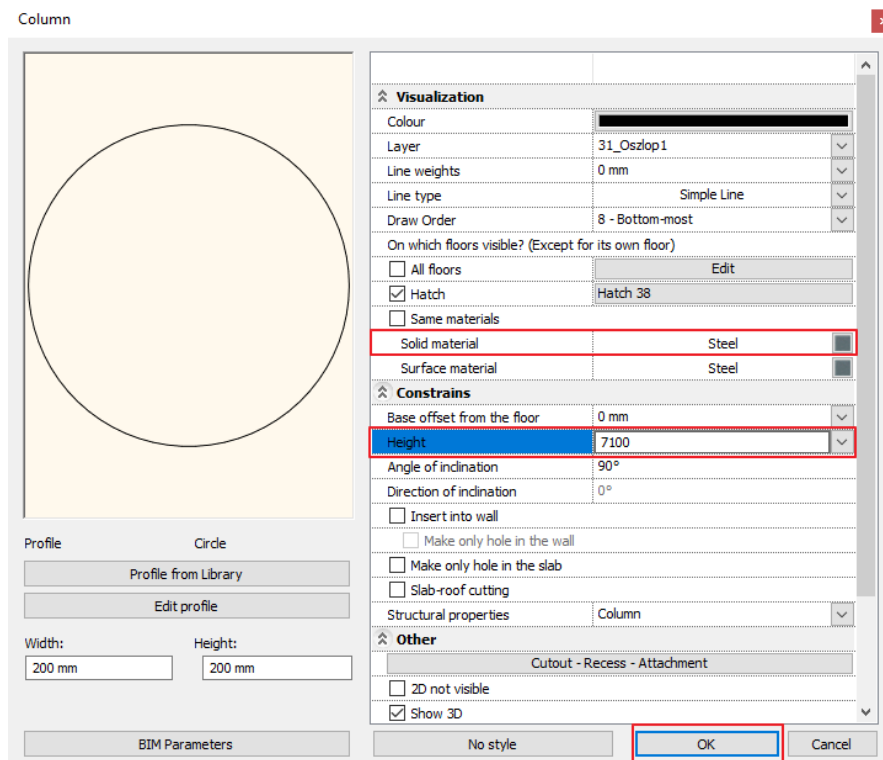 Column
Visualization
Colour
Layer 31_Oszlop1
Line weights 0 mm
Line type Simple Line
Draw Order 8 - Bottom-most
On which floors visible? (Except for its own floor)
All floors Edit
Hatch Hatch 38
Same materials
Solid material Steel
Surface material Steel
Constrains
Base offset from the floor 0 mm
Height 7100
Angle of inclination 90°
Direction of inclination 0°
Insert into wall
Make only hole in the wall
Make only hole in the slab
Slab-roof cutting
Structural properties Column
Other
Cutout - Recess - Attachment
2D not visible
Show 3D
Profile Circle
Profile from Library
Edit profile
Width: Height:
200 mm 200 mm
BIM Parameters No style OK Cancel